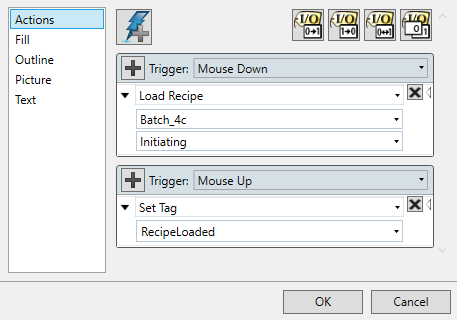 Actions
Fill
Outline
Picture
Text
I/O 0→1
I/O 1→0
I/O 0↔1
I/O 0 1
Trigger: Mouse Down
Load Recipe
Batch_4c
Initiating
Trigger: Mouse Up
Set Tag
RecipeLoaded
OK Cancel